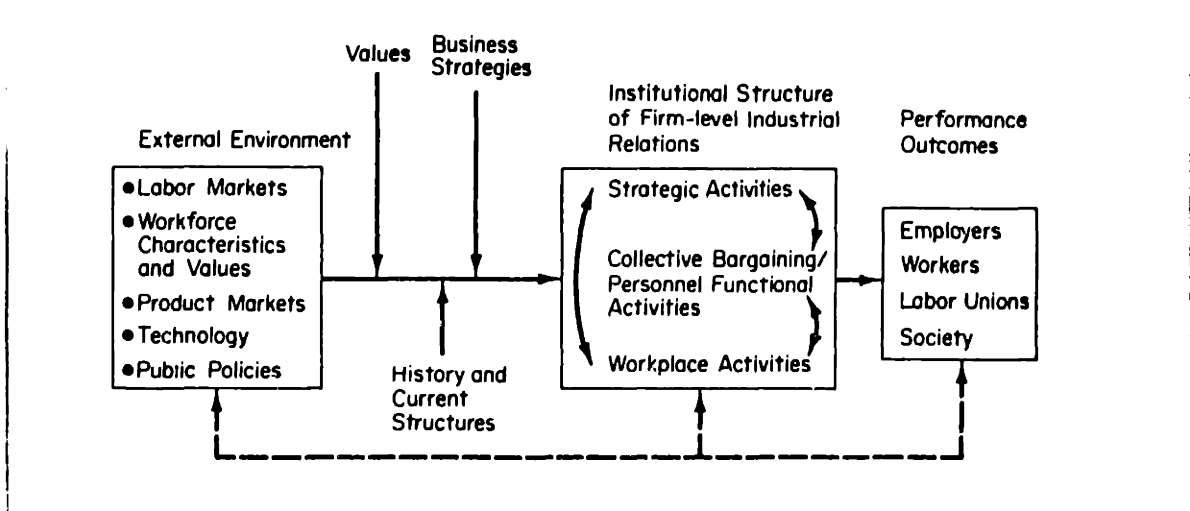 Values
Business
Strategies
External Environment
●Labor Markets
●Workforce
Characteristics
and Values
●Product Markets
●Technology
●Public Policies
History and
Current
Structures
Institutional Structure
of Firm-level Industrial
Relations
Strategic Activities
Collective Bargaining/
Personnel Functional
Activities
Workplace Activities
Performance
Outcomes
Employers
Workers
Labor Unions
Society